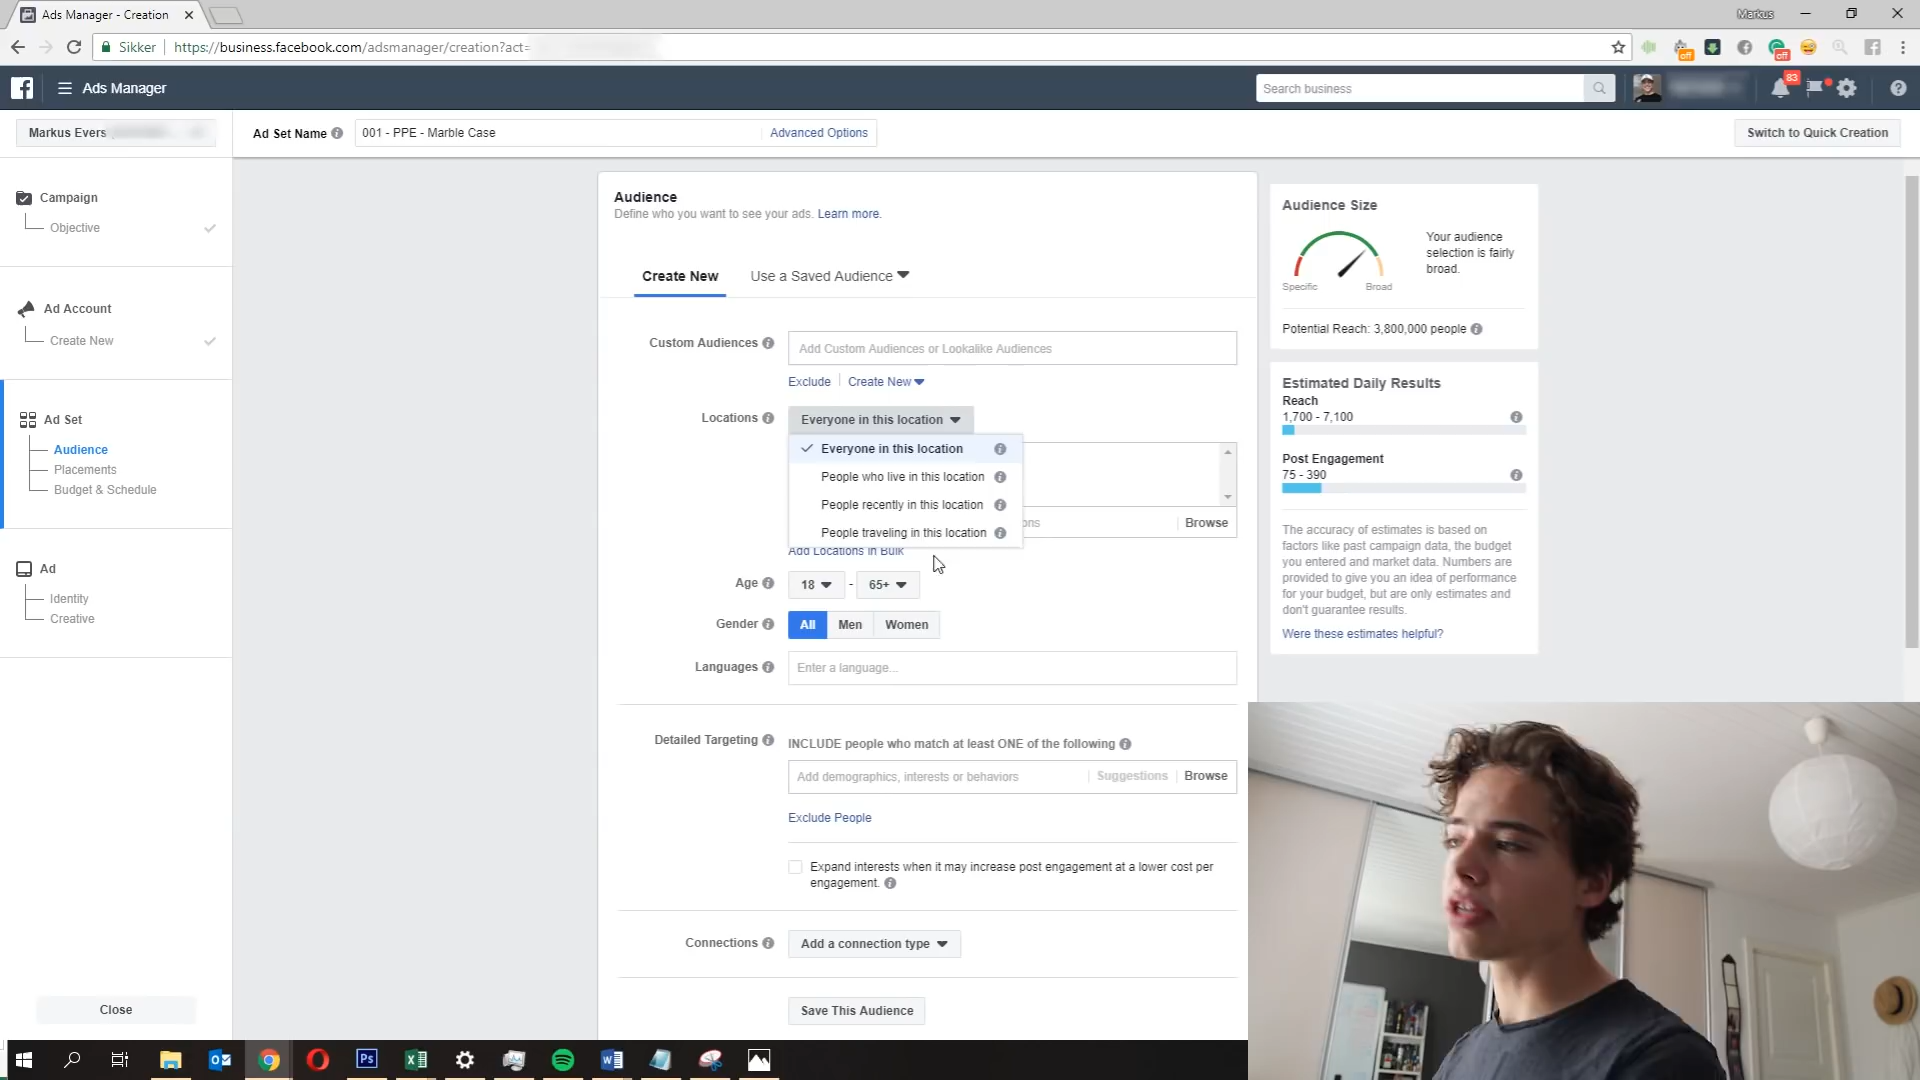 Ads Manager - Creation
Markus
Sikker
https://business.facebook.com/adsmanager/creation?act=
off
off
Ads Manager
Search business
83
Markus Evers
Ad Set Name
001 - PPE - Marble Case
Advanced Options
Switch to Quick Creation
Campaign
Objective
Ad Account
Create New
Ad Set
Audience
Placements
Budget & Schedule
Ad
Identity
Creative
Close
Audience
Define who you want to see your ads. Learn more.
Create New
Use a Saved Audience
Custom Audiences
Add Custom Audiences or Lookalike Audiences
Exclude
Create New
Locations
Everyone in this location
Everyone in this location
People who live in this location
People recently in this location
People traveling in this location
Browse
Add Locations in Bulk
Age
18
-
65+
Gender
All
Men
Women
Languages
Enter a language...
Detailed Targeting
INCLUDE people who match at least ONE of the following
Add demographics, interests or behaviors
Suggestions
Browse
Exclude People
Expand interests when it may increase post engagement at a lower cost per
engagement.
Connections
Add a connection type
Save This Audience
Audience Size
Your audience
selection is fairly
broad.
Specific
Broad
Potential Reach: 3,800,000 people
Estimated Daily Results
Reach
1,700 - 7,100
Post Engagement
75 - 390
The accuracy of estimates is based on
factors like past campaign data, the budget
you entered and market data. Numbers are
provided to give you an idea of performance
for your budget, but are only estimates and
don't guarantee results.
Were these estimates helpful?